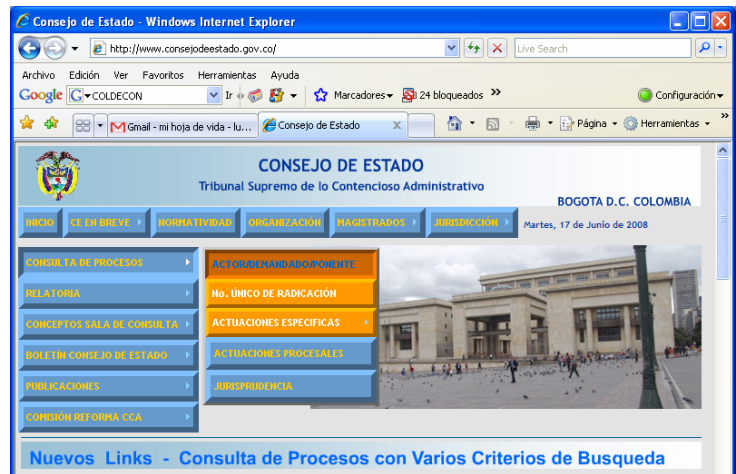 Consejo de Estado - Windows Internet Explorer
http://www.consejodeestado.gov.co/
Live Search
Archivo Edición Ver Favoritos Herramientas Ayuda
Google G COLDECON Ir Marcadores 24 bloqueados » Configuración
Gmail - mi hoja de vida - lu... Consejo de Estado X Página Herramientas »
CONSEJO DE ESTADO
Tribunal Supremo de lo Contencioso Administrativo
BOGOTA D.C. COLOMBIA
INICIO CE EN BREVE NORMATIVIDAD ORGANIZACIÓN MAGISTRADOS JURISDICCIÓN Martes, 17 de Junio de 2008
CONSULTA DE PROCESOS ACTOR/DEMANDADO/PONENTE
RELATORIA No. ÚNICO DE RADICACIÓN
CONCEPTOS SALA DE CONSULTA ACTUACIONES ESPECIFICAS
BOLETÍN CONSEJO DE ESTADO ACTUACIONES PROCESALES
PUBLICACIONES JURISPRUDENCIA
COMISIÓN REFORMA CCA
Nuevos Links - Consulta de Procesos con Varios Criterios de Busqueda